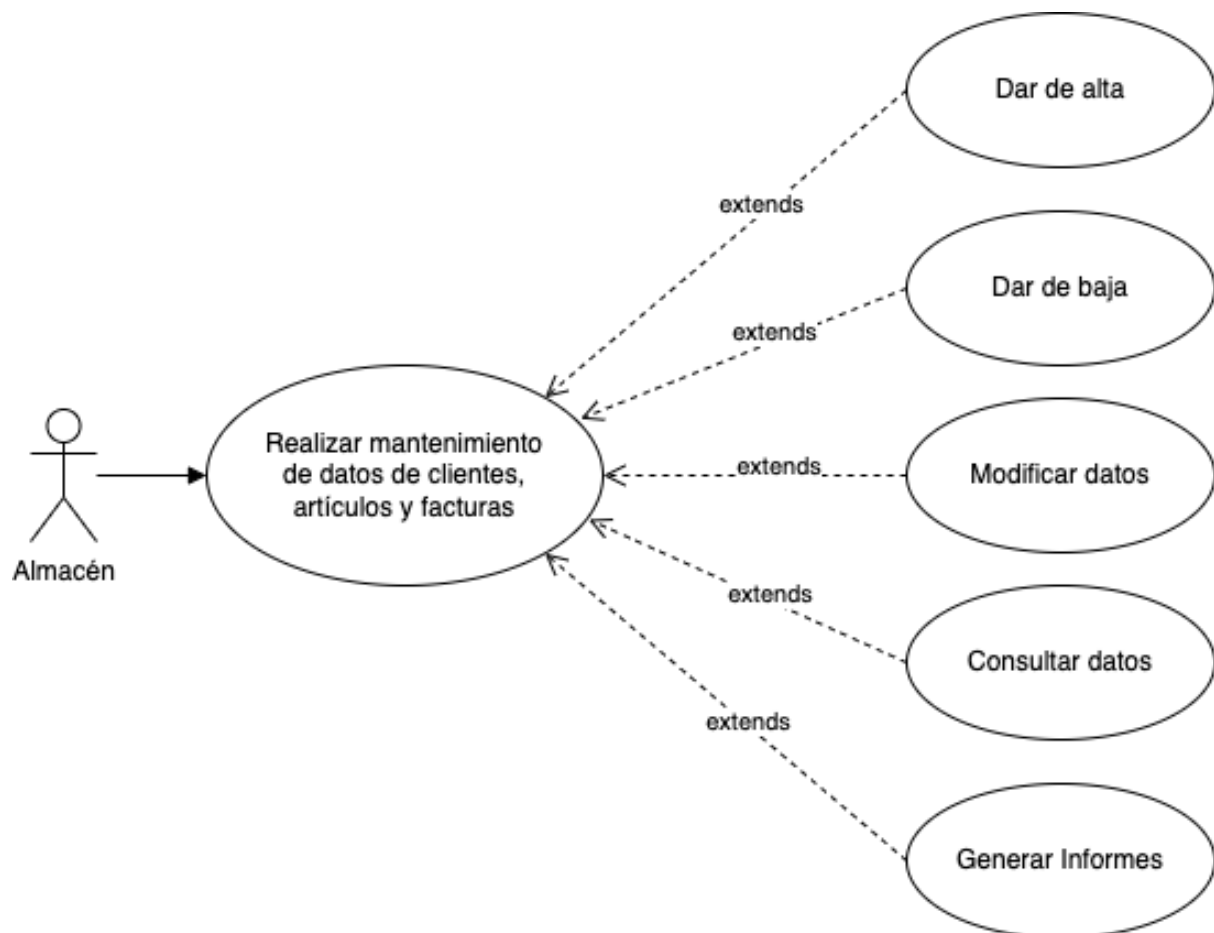 Dar de alta
extends
Dar de baja
extends
Realizar mantenimiento
de datos de clientes,
artículos y facturas
extends
Modificar datos
Almacén
extends
Consultar datos
extends
Generar Informes